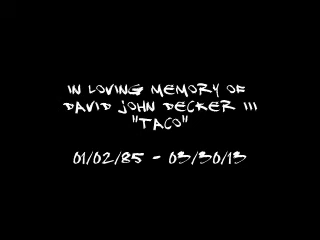 IN LOVING MEMORY OF
DAVID JOHN DECKER III
"TACO"
01/02/85 - 03/30/13